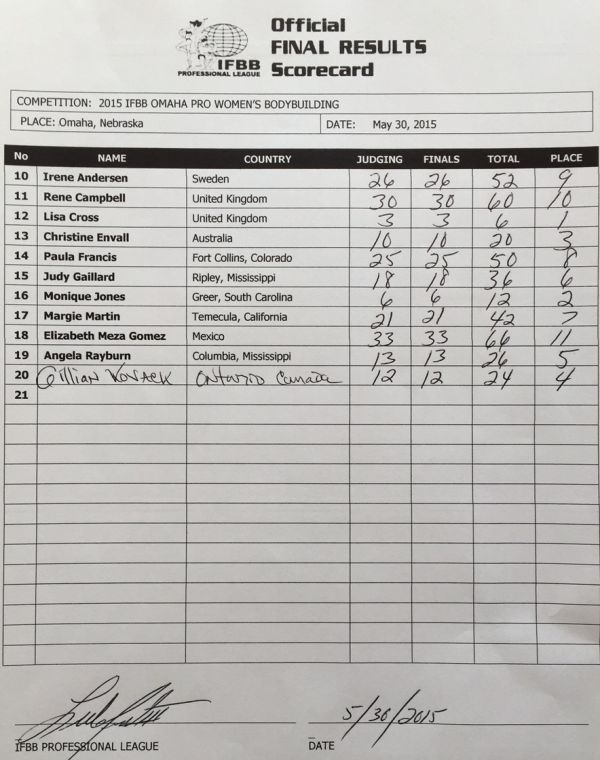 IFBB
PROFESSIONAL LEAGUE
Official
FINAL RESULTS
Scorecard
COMPETITION: 2015 IFBB OMAHA PRO WOMEN'S BODYBUILDING
PLACE: Omaha, Nebraska DATE: May 30, 2015
No NAME COUNTRY JUDGING FINALS TOTAL PLACE
10 Irene Andersen Sweden 26 26 52 9
11 Rene Campbell United Kingdom 30 30 60 10
12 Lisa Cross United Kingdom 3 3 6 1
13 Christine Envall Australia 10 10 20 3
14 Paula Francis Fort Collins, Colorado 25 25 50 8
15 Judy Gaillard Ripley, Mississippi 18 18 36 6
16 Monique Jones Greer, South Carolina 6 6 12 2
17 Margie Martin Temecula, California 21 21 42 7
18 Elizabeth Meza Gomez Mexico 33 33 66 11
19 Angela Rayburn Columbia, Mississippi 13 13 26 5
20 Gillian Kovack Ontario Canada 12 12 24 4
21
5/30/2015
IFBB PROFESSIONAL LEAGUE DATE